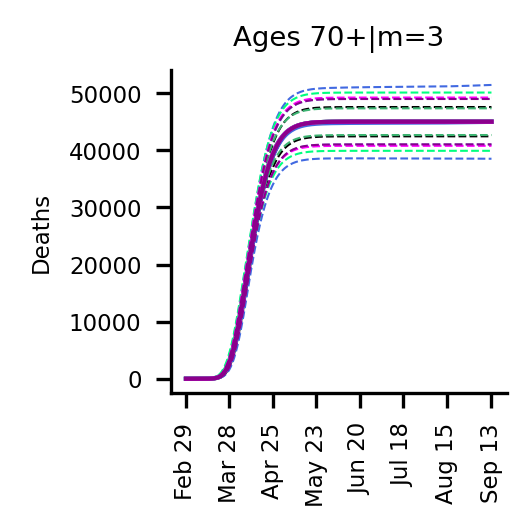 Ages 70+|m=3
Deaths
50000
40000
30000
20000
10000
0
Feb 29
Mar 28
Apr 25
May 23
Jun 20
Jul 18
Aug 15
Sep 13